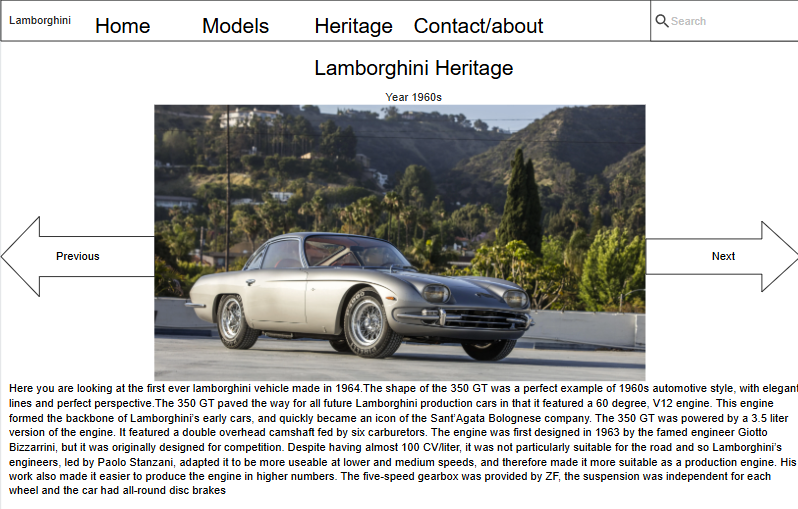 Lamborghini Home Models Heritage Contact/about Search
Lamborghini Heritage
Year 1960s
Previous
Next
Here you are looking at the first ever lamborghini vehicle made in 1964.The shape of the 350 GT was a perfect example of 1960s automotive style, with elegant
lines and perfect perspective.The 350 GT paved the way for all future Lamborghini production cars in that it featured a 60 degree, V12 engine. This engine
formed the backbone of Lamborghini's early cars, and quickly became an icon of the Sant'Agata Bolognese company. The 350 GT was powered by a 3.5 liter
version of the engine. It featured a double overhead camshaft fed by six carburetors. The engine was first designed in 1963 by the famed engineer Giotto
Bizzarrini, but it was originally designed for competition. Despite having almost 100 CV/liter, it was not particularly suitable for the road and so Lamborghini's
engineers, led by Paolo Stanzani, adapted it to be more useable at lower and medium speeds, and therefore made it more suitable as a production engine. His
work also made it easier to produce the engine in higher numbers. The five-speed gearbox was provided by ZF, the suspension was independent for each
wheel and the car had all-round disc brakes